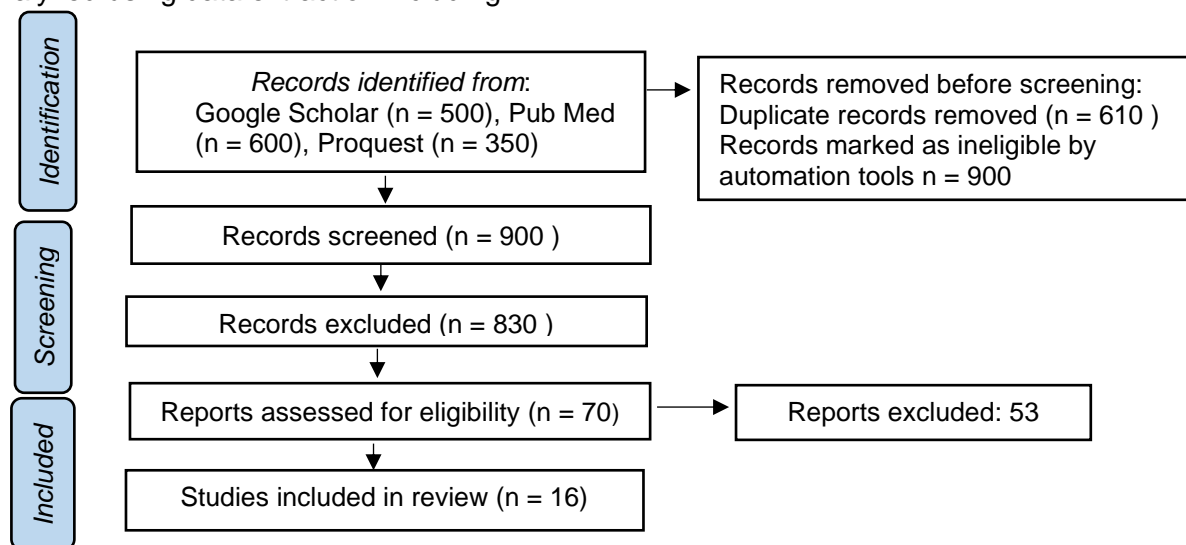 Identification
Records identified from:
Google Scholar (n = 500), Pub Med
(n = 600), Proquest (n = 350)
Records removed before screening:
Duplicate records removed (n = 610 )
Records marked as ineligible by
automation tools n = 900
Screening
Records screened (n = 900 )
Records excluded (n = 830 )
Reports assessed for eligibility (n = 70)
Reports excluded: 53
Included
Studies included in review (n = 16)